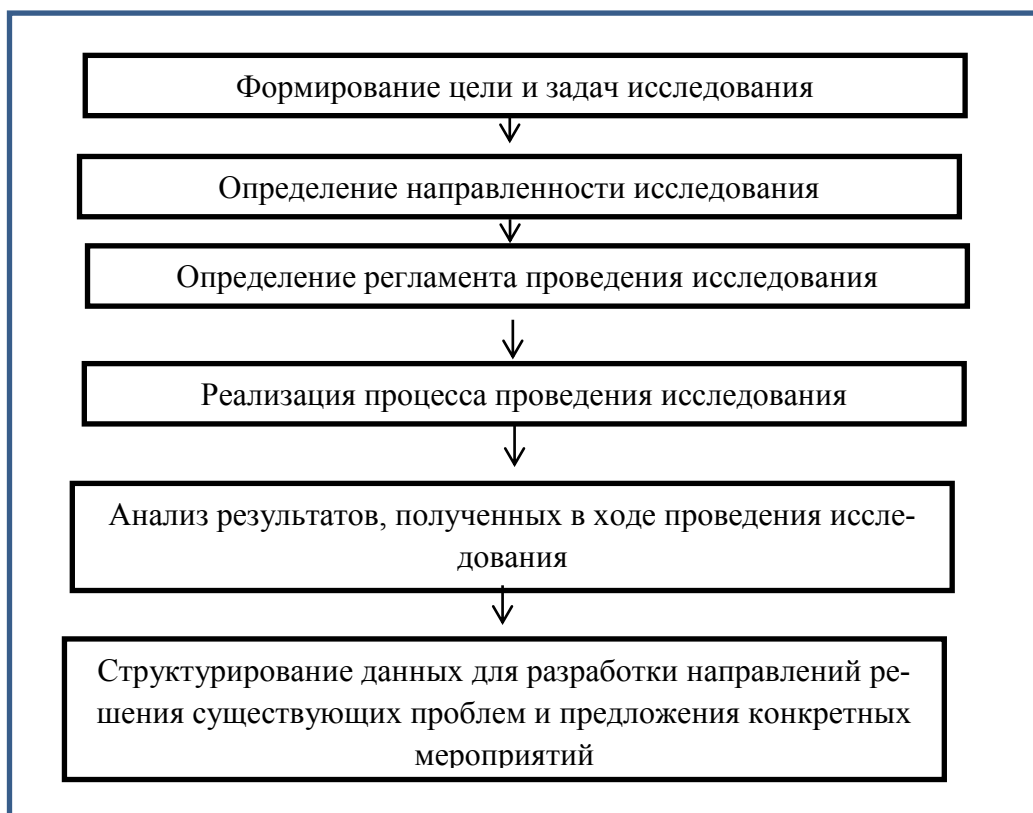 Формирование цели и задач исследования
Определение направленности исследования
Определение регламента проведения исследования
Реализация процесса проведения исследования
Анализ результатов, полученных в ходе проведения иссле-
дования
Структурирование данных для разработки направлений ре-
шения существующих проблем и предложения конкретных
мероприятий